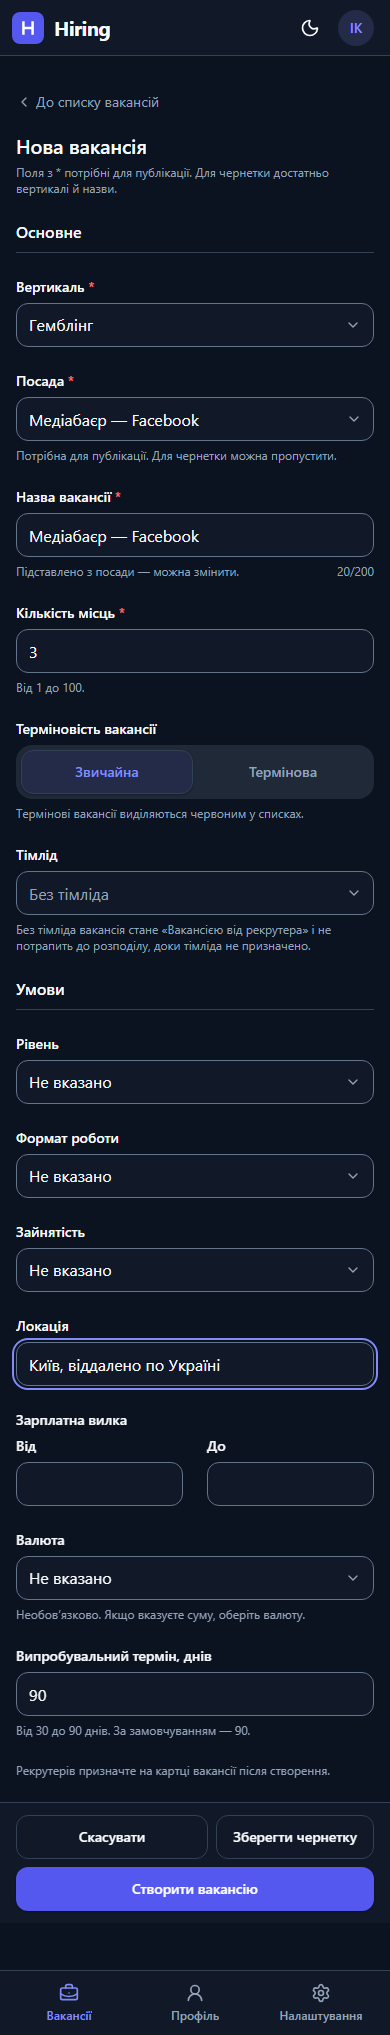 H Hiring ІК
До списку вакансій
Нова вакансія
Поля з * потрібні для публікації. Для чернетки достатньо
вертикалі й назви.
Основне
Вертикаль *
Гемблінг
Посада *
Медіабаєр — Facebook
Потрібна для публікації. Для чернетки можна пропустити.
Назва вакансії *
Медіабаєр — Facebook
Підставлено з посади — можна змінити. 20/200
Кількість місць *
3
Від 1 до 100.
Терміновість вакансії
Звичайна Термінова
Термінові вакансії виділяються червоним у списках.
Тімлід
Без тімліда
Без тімліда вакансія стане «Вакансією від рекрутера» і не
потрапить до розподілу, доки тімліда не призначено.
Умови
Рівень
Не вказано
Формат роботи
Не вказано
Зайнятість
Не вказано
Локація
Київ, віддалено по Україні
Зарплатна вилка
Від До
Валюта
Не вказано
Необов’язково. Якщо вказуєте суму, оберіть валюту.
Випробувальний термін, днів
90
Від 30 до 90 днів. За замовчуванням — 90.
Рекрутерів призначте на картці вакансії після створення.
Скасувати Зберегти чернетку
Створити вакансію
Вакансії Профіль Налаштування